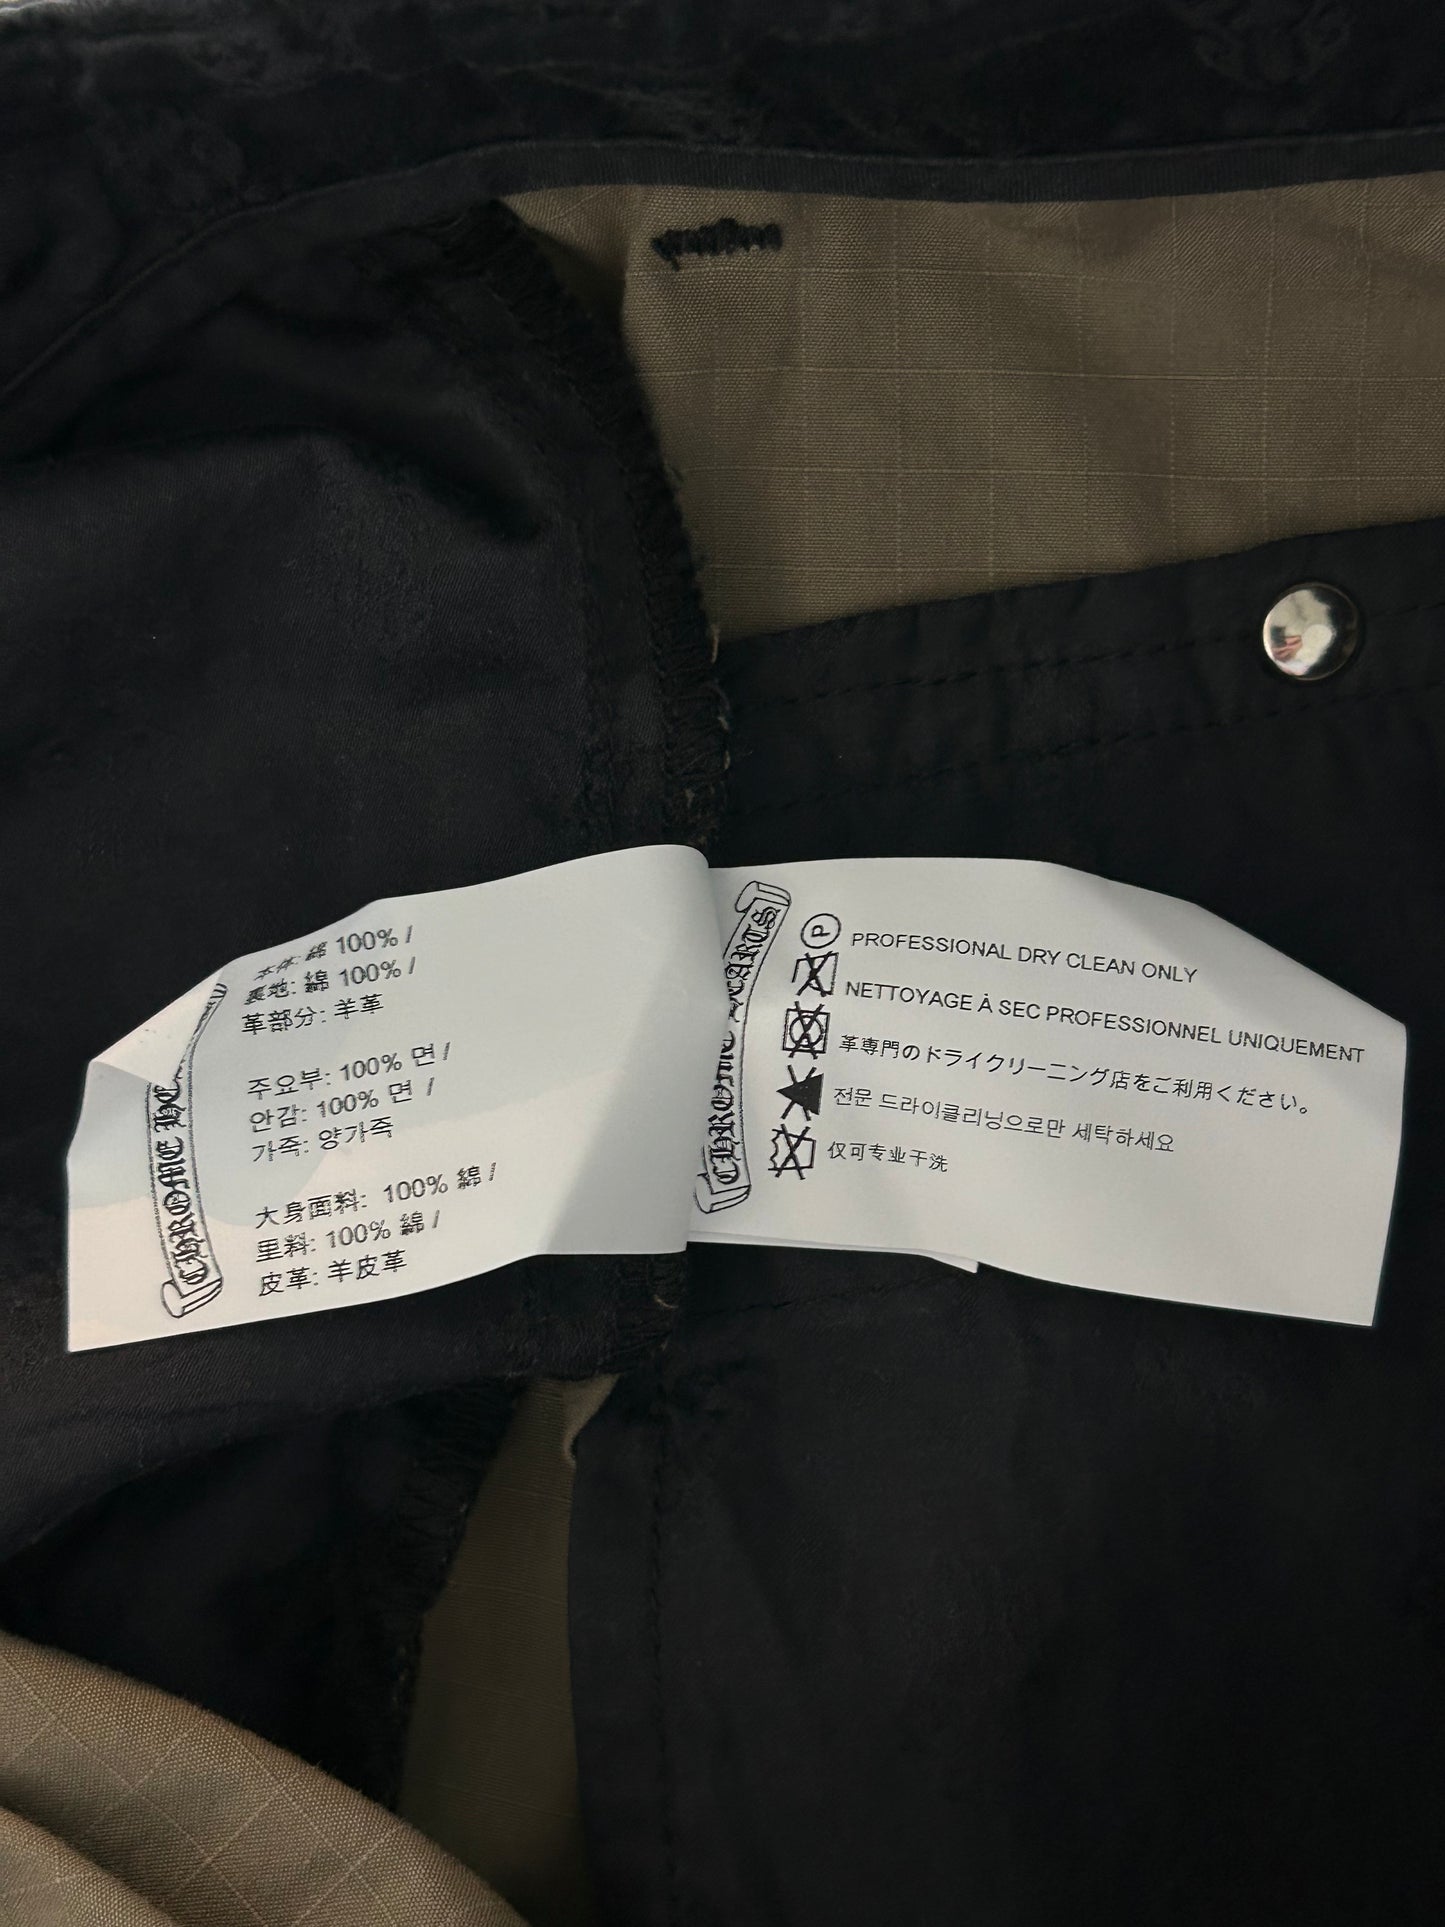 本体: 綿 100% /
裏地: 綿 100% /
革部分: 羊革
주요부: 100% 면 /
안감: 100% 면 /
가죽: 양가죽
大身面料: 100% 綿 /
里料: 100% 綿 /
皮革: 羊皮革
CHROME HE
CHROME HEARTS
P PROFESSIONAL DRY CLEAN ONLY
NETTOYAGE À SEC PROFESSIONNEL UNIQUEMENT
革専門のドライクリーニング店をご利用ください。
전문 드라이클리닝으로만 세탁하세요
仅可专业干洗